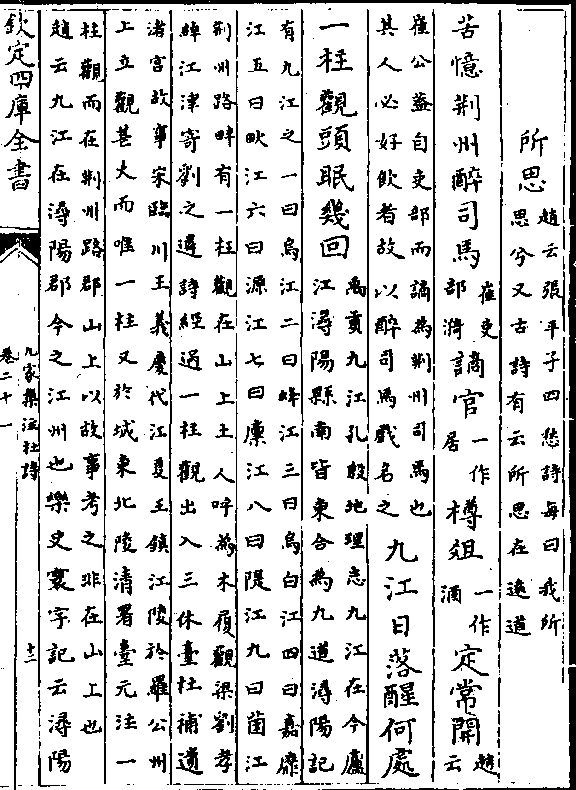 所思趙云張平子四愁詩每曰我所
思兮又古詩有云所思在遠道
苦憶荆州醉司馬崔吏部漪謫官一作居樽俎一作酒定常開趙云
崔公葢自吏部而謫為荆州司馬也
其人必好飲者故以醉司馬戲名之九江日落醒何處
一柱觀頭眠幾回禹貢九江孔殷地理志九江在今廬
江潯陽縣南皆東合為九道潯陽記
有九江之一曰烏江二曰蜯江三曰烏白江四曰嘉靡
江五曰畎江六曰源江七曰廩江八曰隄江九曰箘江
荆州路畔有一柱觀在山上土人呼為木履觀梁劉孝
綽江津寄劉之遴詩經過一柱觀出入三休臺杜補遺
渚宫故事宋臨川王義慶代江夏王鎮江陵於羅公州
上立觀甚大而唯一柱又於城東北陵清署臺元注一
柱觀而在荆州路郡山上以故事考之非在山上也
趙云九江在潯陽郡今之江州也樂史寰宇記云潯陽
欽定四庫全書
九家集注杜詩
卷二十一
十二